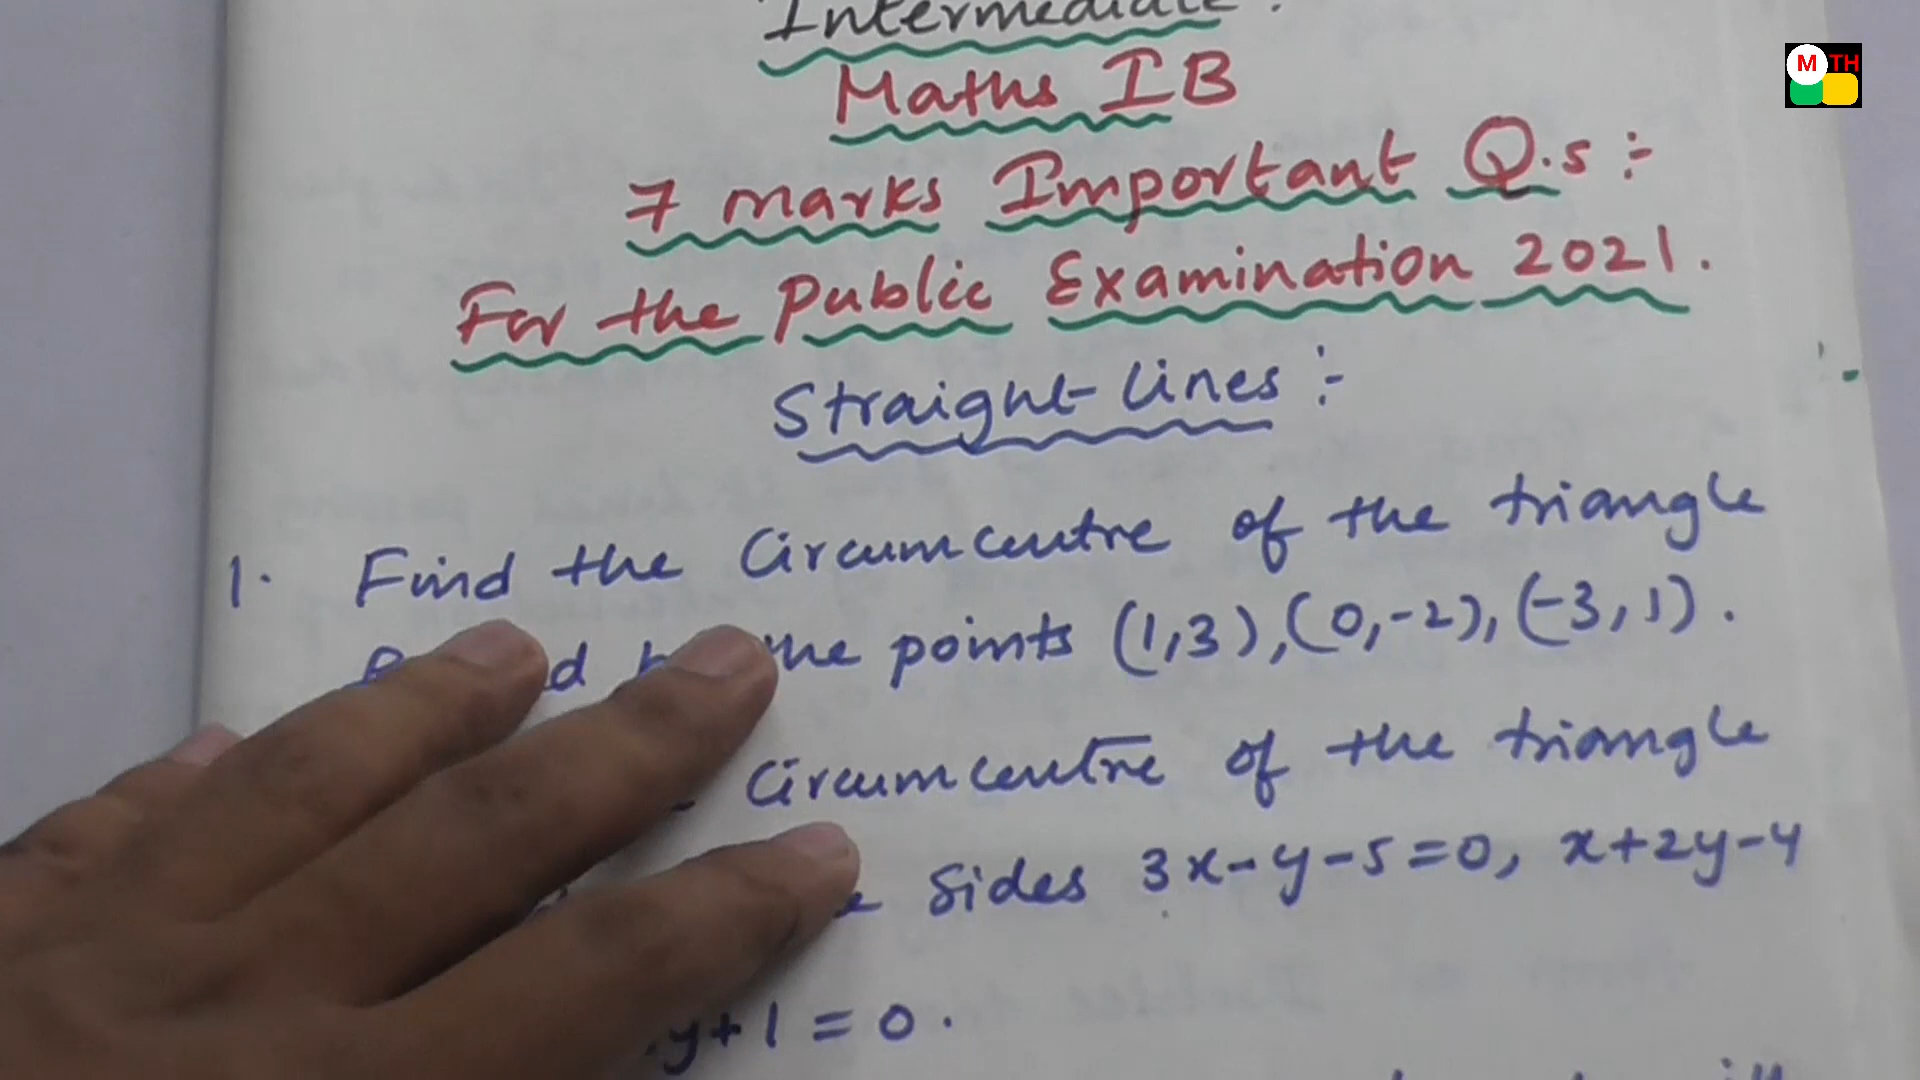 Intermediate.
Maths IB
7 marks Important Q.s :-
For the Public Examination 2021.
Straight lines :-
1. Find the Circumcentre of the triangle
the points (1,3), (0,-2), (-3,1).
Circumcentre of the triangle
Sides 3x-y-5=0, x+2y-4
y+1=0.
M TH